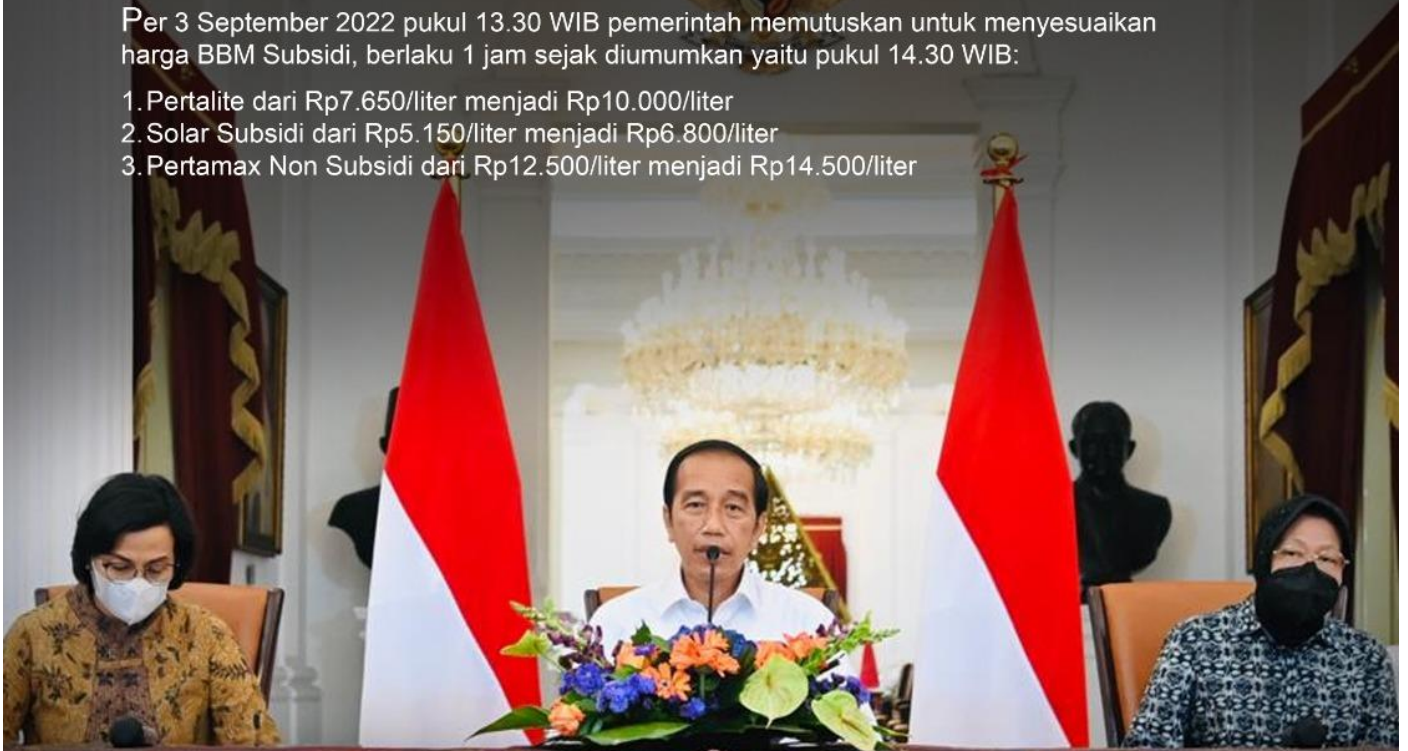 Per 3 September 2022 pukul 13.30 WIB pemerintah memutuskan untuk menyesuaikan
harga BBM Subsidi, berlaku 1 jam sejak diumumkan yaitu pukul 14.30 WIB:
1. Pertalite dari Rp7.650/liter menjadi Rp10.000/liter
2. Solar Subsidi dari Rp5.150/liter menjadi Rp6.800/liter
3. Pertamax Non Subsidi dari Rp12.500/liter menjadi Rp14.500/liter